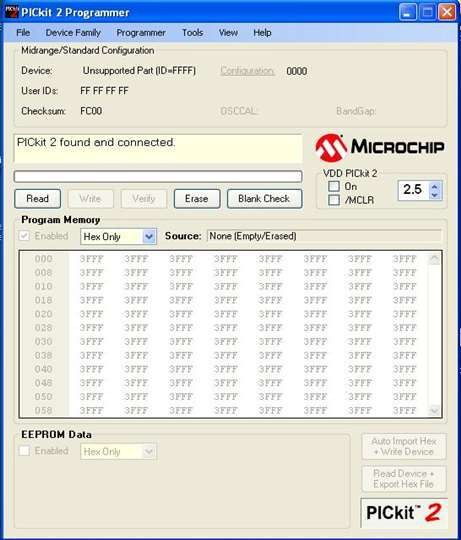 PICkit 2 Programmer
File Device Family Programmer Tools View Help
Midrange/Standard Configuration
Device: Unsupported Part (ID=FFFF) Configuration: 0000
User IDs: FF FF FF FF
Checksum: FC00 OSCCAL: BandGap:
PICkit 2 found and connected.
MICROCHIP
VDD PICkit 2
On
/MCLR
2.5
Read Write Verify Erase Blank Check
Program Memory
Enabled Hex Only Source: None (Empty/Erased)
000 3FFF 3FFF 3FFF 3FFF 3FFF 3FFF 3FFF 3FFF
008 3FFF 3FFF 3FFF 3FFF 3FFF 3FFF 3FFF 3FFF
010 3FFF 3FFF 3FFF 3FFF 3FFF 3FFF 3FFF 3FFF
018 3FFF 3FFF 3FFF 3FFF 3FFF 3FFF 3FFF 3FFF
020 3FFF 3FFF 3FFF 3FFF 3FFF 3FFF 3FFF 3FFF
028 3FFF 3FFF 3FFF 3FFF 3FFF 3FFF 3FFF 3FFF
030 3FFF 3FFF 3FFF 3FFF 3FFF 3FFF 3FFF 3FFF
038 3FFF 3FFF 3FFF 3FFF 3FFF 3FFF 3FFF 3FFF
040 3FFF 3FFF 3FFF 3FFF 3FFF 3FFF 3FFF 3FFF
048 3FFF 3FFF 3FFF 3FFF 3FFF 3FFF 3FFF 3FFF
050 3FFF 3FFF 3FFF 3FFF 3FFF 3FFF 3FFF 3FFF
058 3FFF 3FFF 3FFF 3FFF 3FFF 3FFF 3FFF 3FFF
EEPROM Data
Enabled Hex Only
Auto Import Hex
+ Write Device
Read Device +
Export Hex File
PICkit™ 2